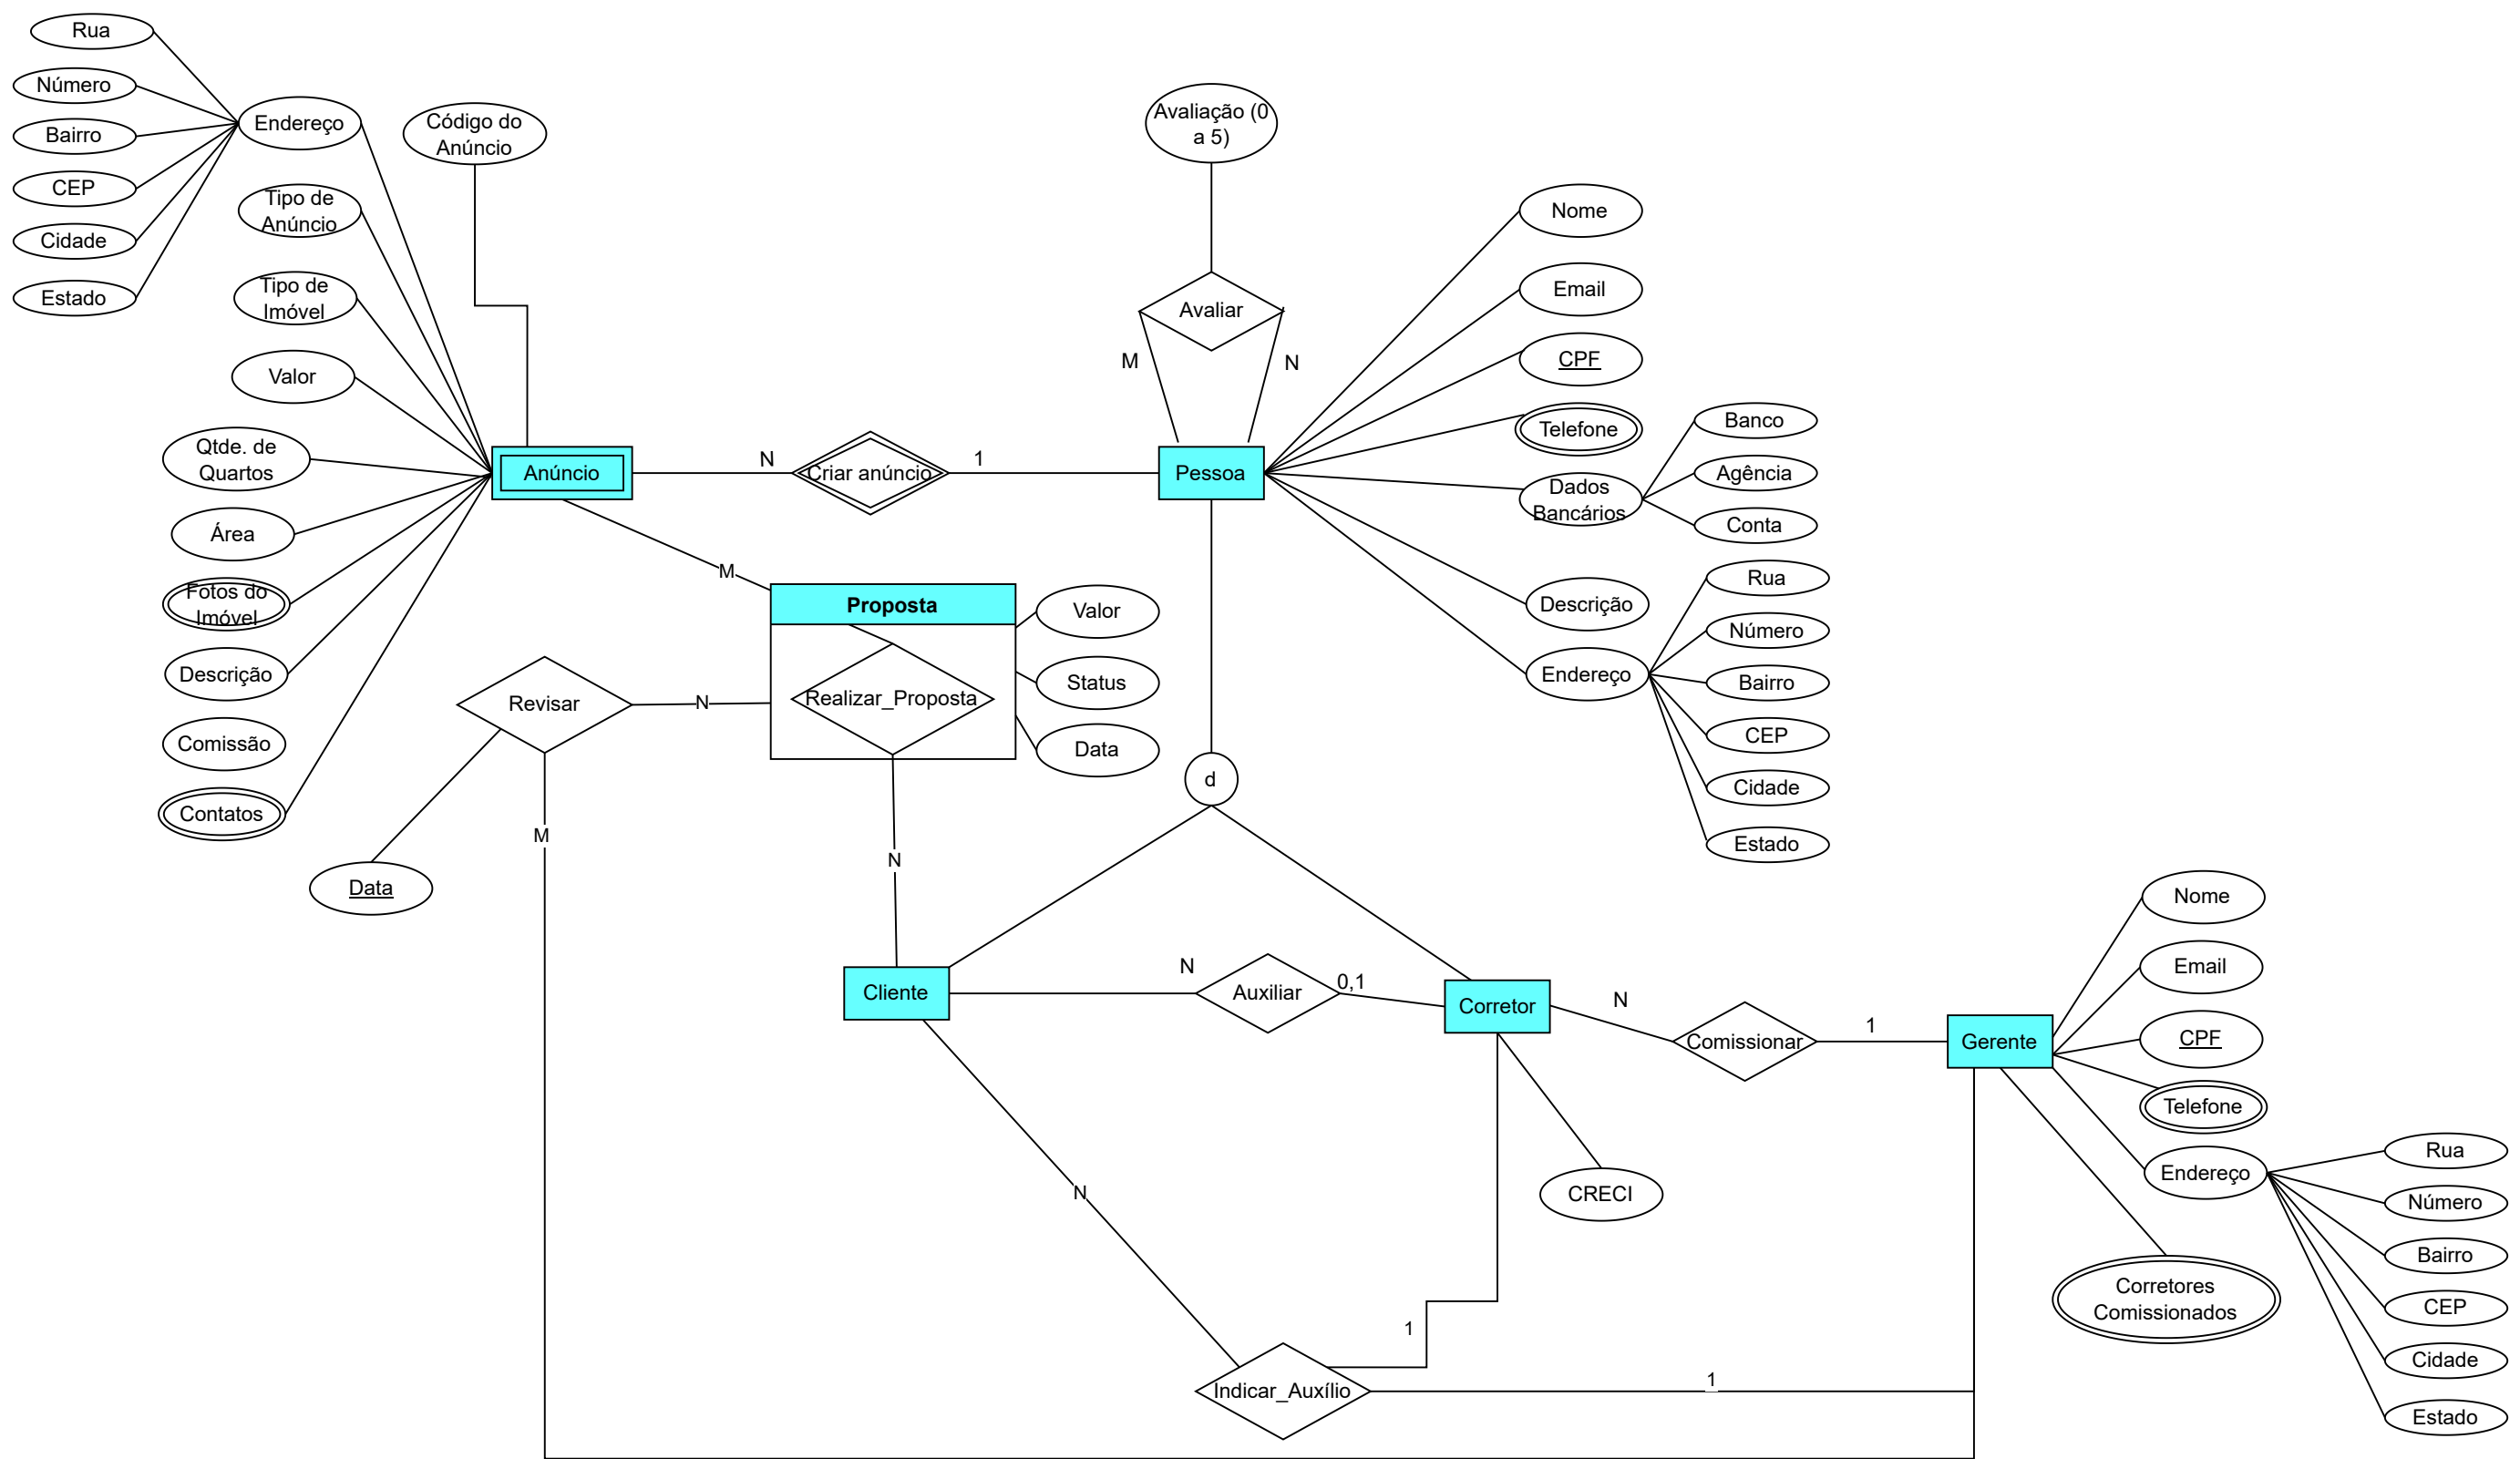 Rua
Número
Bairro
CEP
Cidade
Estado
Endereço
Código do
Anúncio
Tipo de
Anúncio
Tipo de
Imóvel
Valor
Qtde. de
Quartos
Área
Fotos do
Imóvel
Descrição
Comissão
Contatos
Anúncio
N
Criar anúncio
1
Pessoa
Avaliação (0
a 5)
Avaliar
M
N
Nome
Email
CPF
Telefone
Dados
Bancários
Banco
Agência
Conta
Descrição
Endereço
Rua
Número
Bairro
CEP
Cidade
Estado
M
Proposta
Realizar_Proposta
Valor
Status
Data
Revisar
N
M
Data
N
d
Cliente
N
Auxiliar
0,1
Corretor
N
Comissionar
1
Gerente
Nome
Email
CPF
Telefone
Endereço
Rua
Número
Bairro
CEP
Cidade
Estado
Corretores
Comissionados
CRECI
N
1
Indicar_Auxílio
1